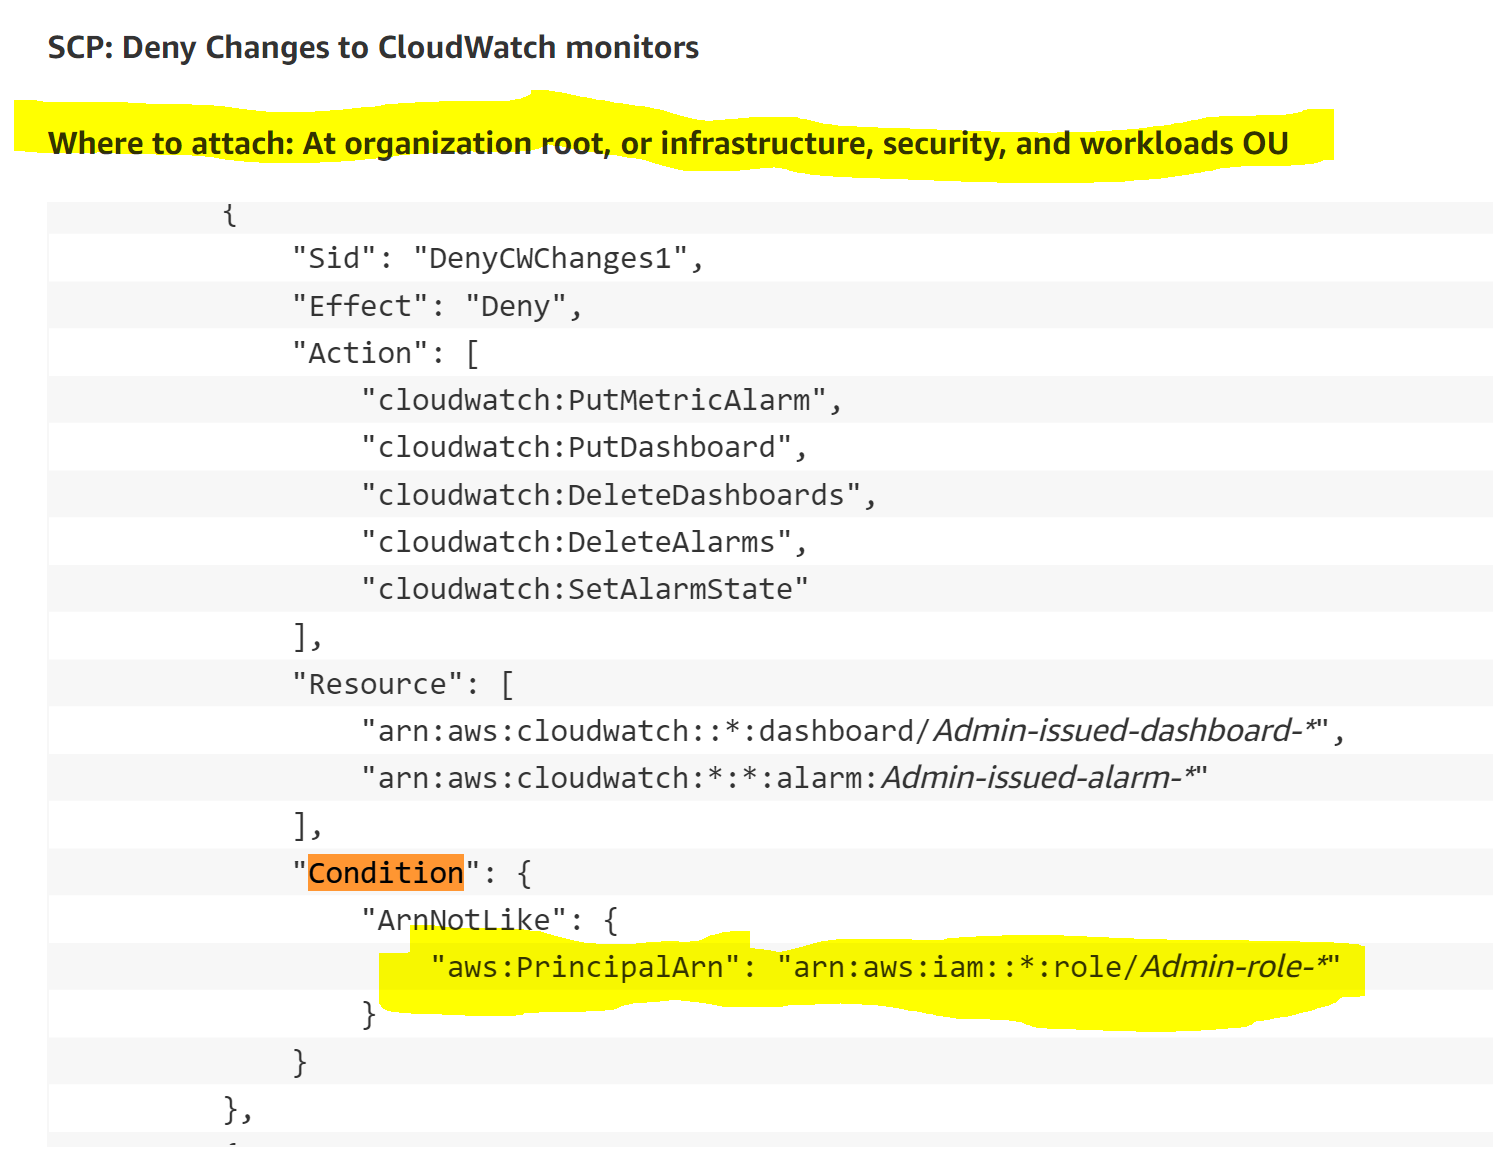 SCP: Deny Changes to CloudWatch monitors
Where to attach: At organization root, or infrastructure, security, and workloads OU
{
"Sid": "DenyCWChanges1",
"Effect": "Deny",
"Action": [
"cloudwatch:PutMetricAlarm",
"cloudwatch:PutDashboard",
"cloudwatch:DeleteDashboards",
"cloudwatch:DeleteAlarms",
"cloudwatch:SetAlarmState"
],
"Resource": [
"arn:aws:cloudwatch::*:dashboard/Admin-issued-dashboard-*",
"arn:aws:cloudwatch:*:*:alarm:Admin-issued-alarm-*"
],
"Condition": {
"ArnNotLike": {
"aws:PrincipalArn": "arn:aws:iam::*:role/Admin-role-*"
}
}
},